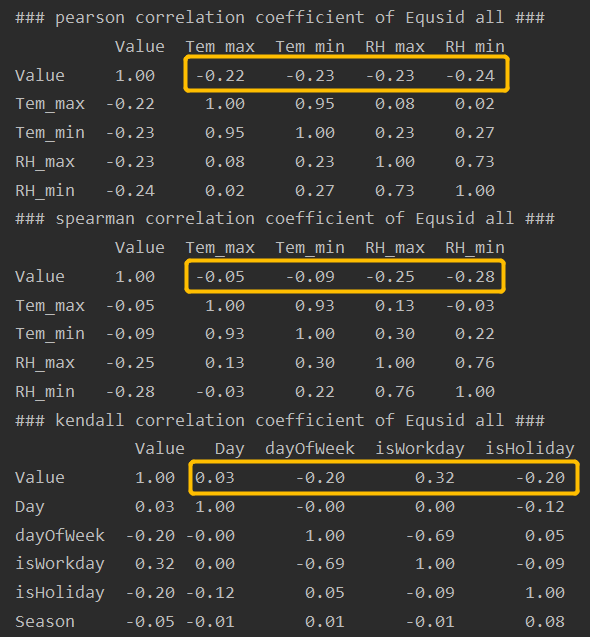 ### pearson correlation coefficient of Equsid all ###
Value Tem_max Tem_min RH_max RH_min
Value 1.00 -0.22 -0.23 -0.23 -0.24
Tem_max -0.22 1.00 0.95 0.08 0.02
Tem_min -0.23 0.95 1.00 0.23 0.27
RH_max -0.23 0.08 0.23 1.00 0.73
RH_min -0.24 0.02 0.27 0.73 1.00
### spearman correlation coefficient of Equsid all ###
Value Tem_max Tem_min RH_max RH_min
Value 1.00 -0.05 -0.09 -0.25 -0.28
Tem_max -0.05 1.00 0.93 0.13 -0.03
Tem_min -0.09 0.93 1.00 0.30 0.22
RH_max -0.25 0.13 0.30 1.00 0.76
RH_min -0.28 -0.03 0.22 0.76 1.00
### kendall correlation coefficient of Equsid all ###
Value Day dayOfWeek isWorkday isHoliday
Value 1.00 0.03 -0.20 0.32 -0.20
Day 0.03 1.00 -0.00 0.00 -0.12
dayOfWeek -0.20 -0.00 1.00 -0.69 0.05
isWorkday 0.32 0.00 -0.69 1.00 -0.09
isHoliday -0.20 -0.12 0.05 -0.09 1.00
Season -0.05 -0.01 0.01 -0.01 0.08